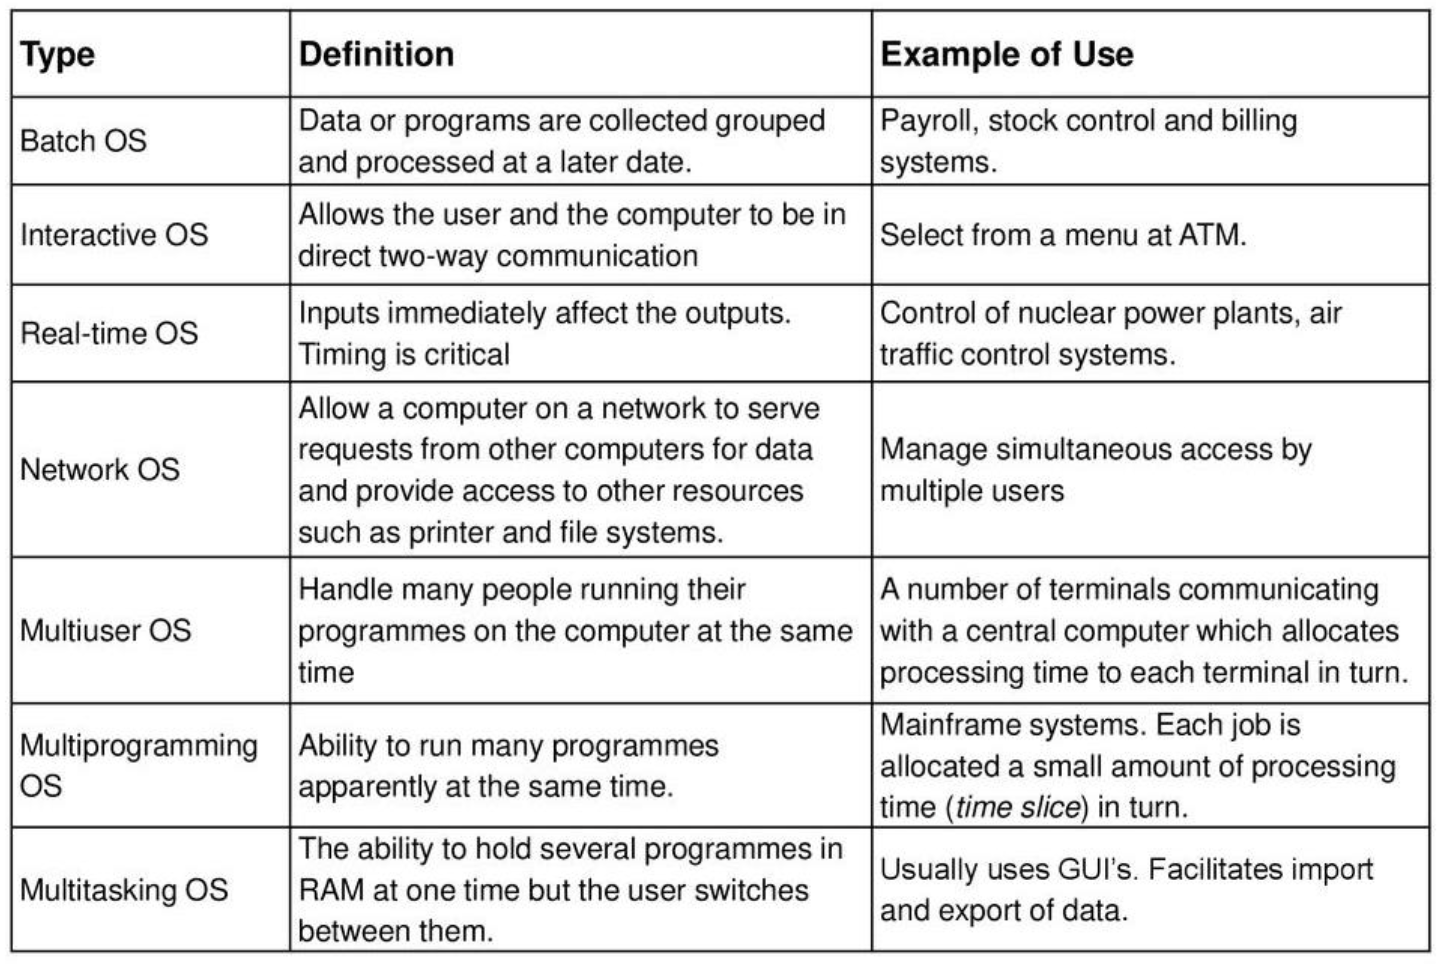 Type
Definition
Example of Use
Batch OS
Data or programs are collected grouped
and processed at a later date.
Payroll, stock control and billing
systems.
Interactive OS
Allows the user and the computer to be in
direct two-way communication
Select from a menu at ATM.
Real-time OS
Inputs immediately affect the outputs.
Timing is critical
Control of nuclear power plants, air
traffic control systems.
Network OS
Allow a computer on a network to serve
requests from other computers for data
and provide access to other resources
such as printer and file systems.
Manage simultaneous access by
multiple users
Multiuser OS
Handle many people running their
programmes on the computer at the same
time
A number of terminals communicating
with a central computer which allocates
processing time to each terminal in turn.
Multiprogramming
OS
Ability to run many programmes
apparently at the same time.
Mainframe systems. Each job is
allocated a small amount of processing
time (time slice) in turn.
Multitasking OS
The ability to hold several programmes in
RAM at one time but the user switches
between them.
Usually uses GUI's. Facilitates import
and export of data.